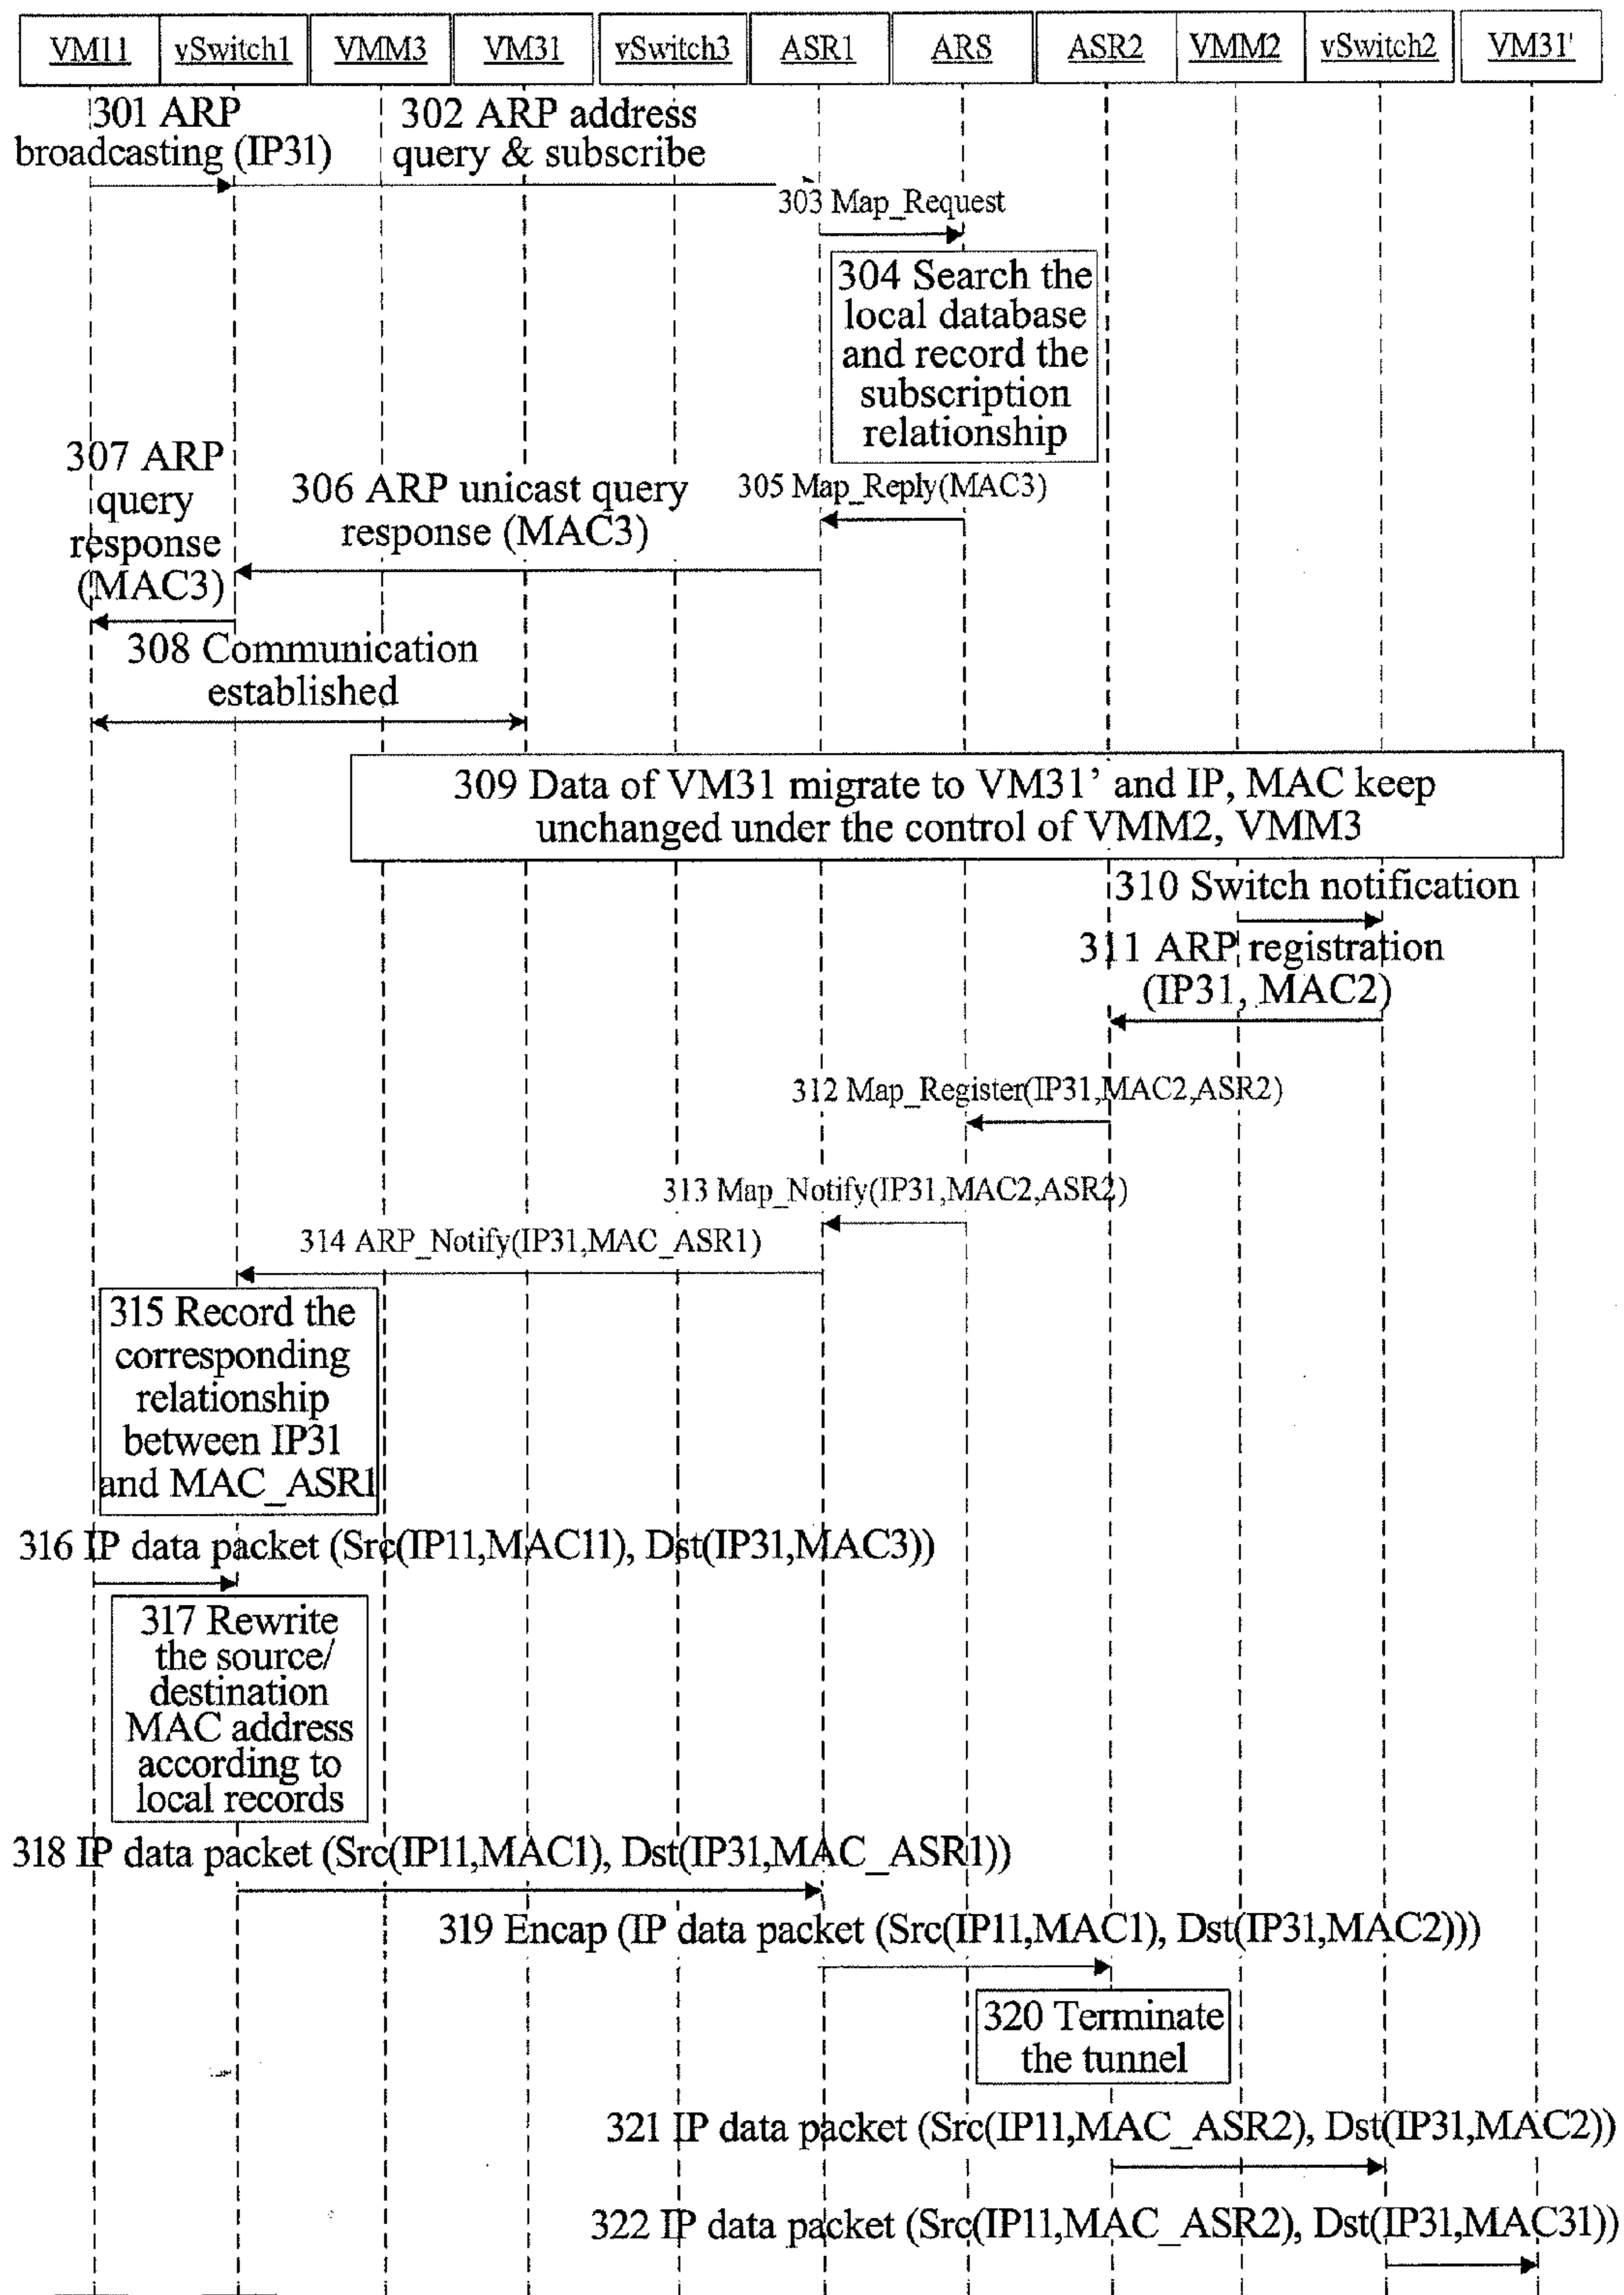 VM11 vSwitch1 VMM3 VM31 vSwitch3 ASR1 ARS ASR2 VMM2 vSwitch2 VM31'
301 ARP
broadcasting (IP31)
302 ARP address
query & subscribe
303 Map_Request
304 Search the
local database
and record the
subscription
relationship
305 Map_Reply(MAC3)
306 ARP unicast query
response (MAC3)
307 ARP
query
response
(MAC3)
308 Communication
established
309 Data of VM31 migrate to VM31’ and IP, MAC keep
unchanged under the control of VMM2, VMM3
310 Switch notification
311 ARP registration
(IP31, MAC2)
312 Map_Register(IP31,MAC2,ASR2)
313 Map_Notify(IP31,MAC2,ASR2)
314 ARP_Notify(IP31,MAC_ASR1)
315 Record the
corresponding
relationship
between IP31
and MAC_ASR1
316 IP data packet (Src(IP11,MAC11), Dst(IP31,MAC3))
317 Rewrite
the source/
destination
MAC address
according to
local records
318 IP data packet (Src(IP11,MAC1), Dst(IP31,MAC_ASR1))
319 Encap (IP data packet (Src(IP11,MAC1), Dst(IP31,MAC2)))
320 Terminate
the tunnel
321 IP data packet (Src(IP11,MAC_ASR2), Dst(IP31,MAC2))
322 IP data packet (Src(IP11,MAC_ASR2), Dst(IP31,MAC31))